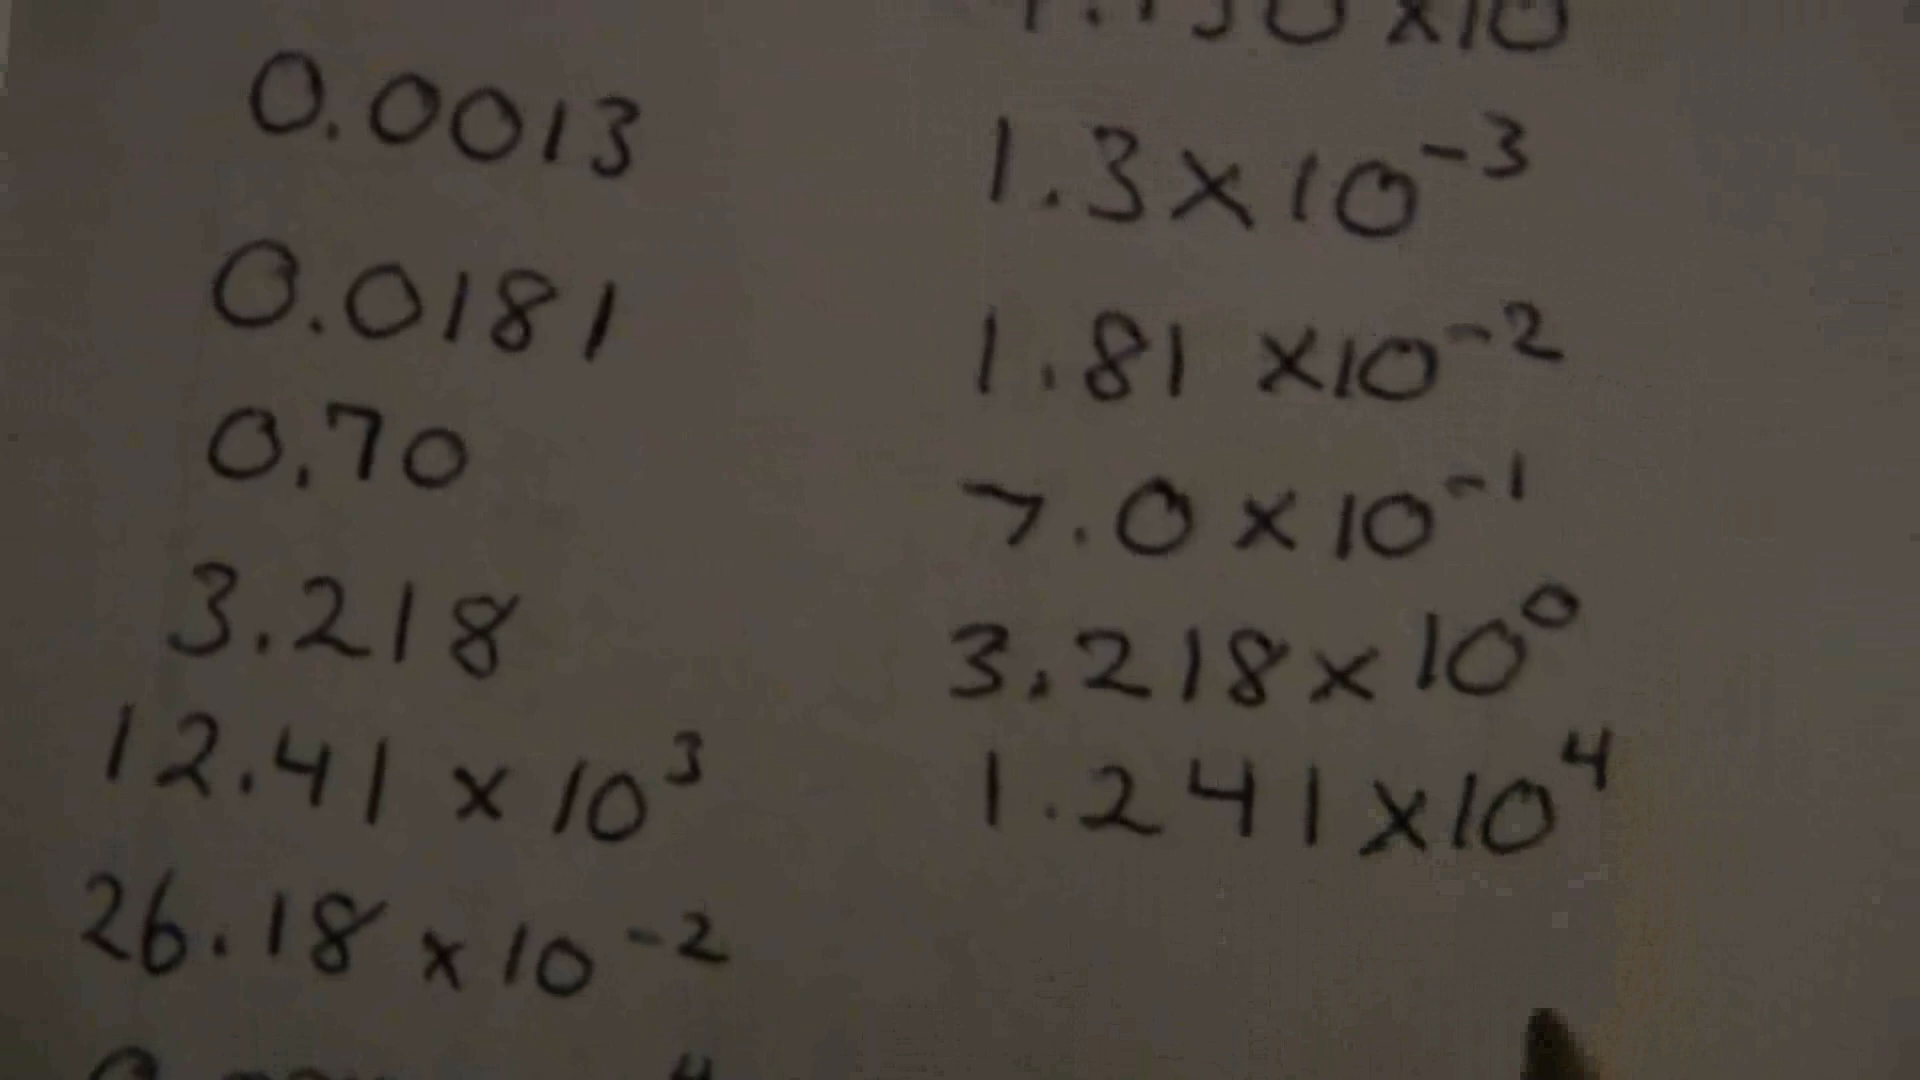 0.0013 1.3 x 10⁻³
0.0181 1.81 x 10⁻²
0.70 7.0 x 10⁻¹
3.218 3.218 x 10⁰
12.41 x 10³ 1.241 x 10⁴
26.18 x 10⁻²